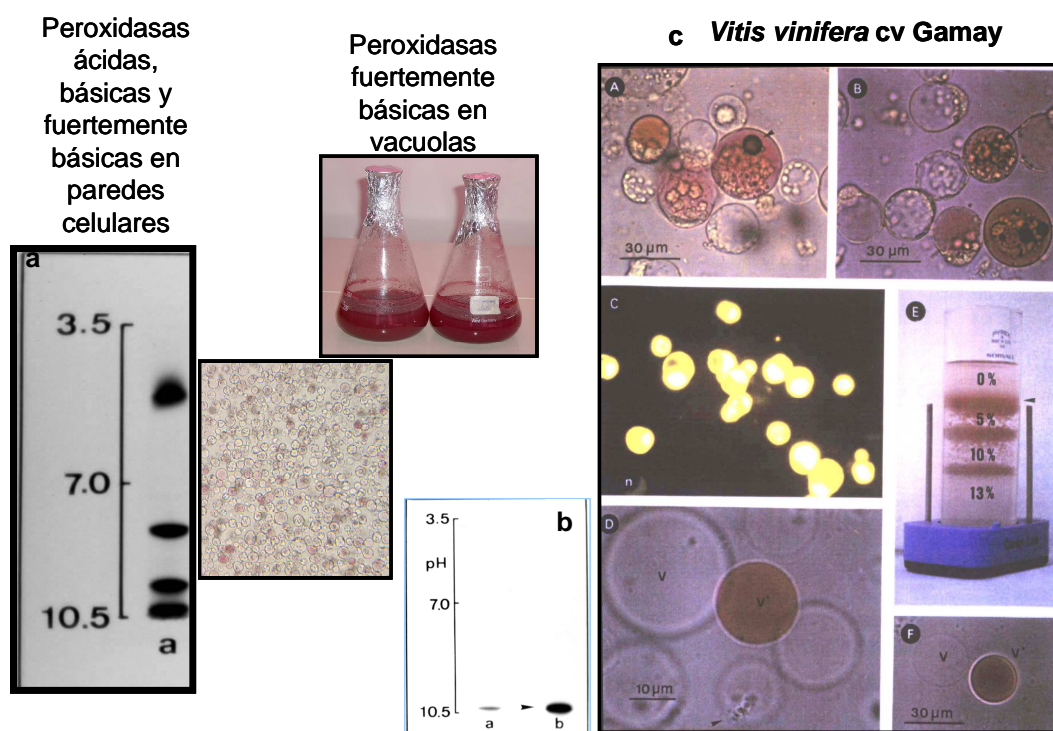 Peroxidasas
ácidas,
básicas y
fuertemente
básicas en
paredes
celulares
Peroxidasas
fuertemente
básicas en
vacuolas
c Vitis vinifera cv Gamay
a
3.5
7.0
10.5
a
b
3.5
pH
7.0
10.5
a b
A
30 µm
B
30 µm
C
n
D
V
V'
10 µm
E
0 %
5 %
10 %
13 %
F
V
V'
30 µm